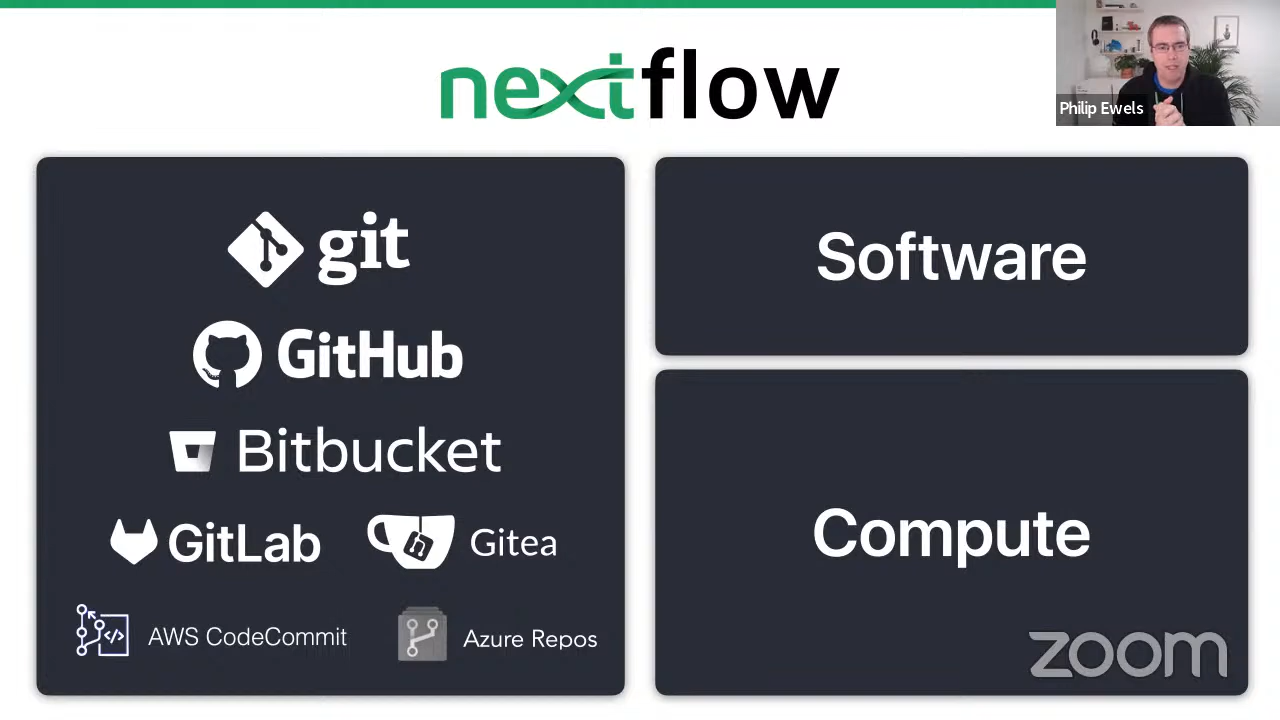 nextflow
Philip Ewels
git
GitHub
Bitbucket
GitLab
Gitea
AWS CodeCommit
Azure Repos
Software
Compute
zoom